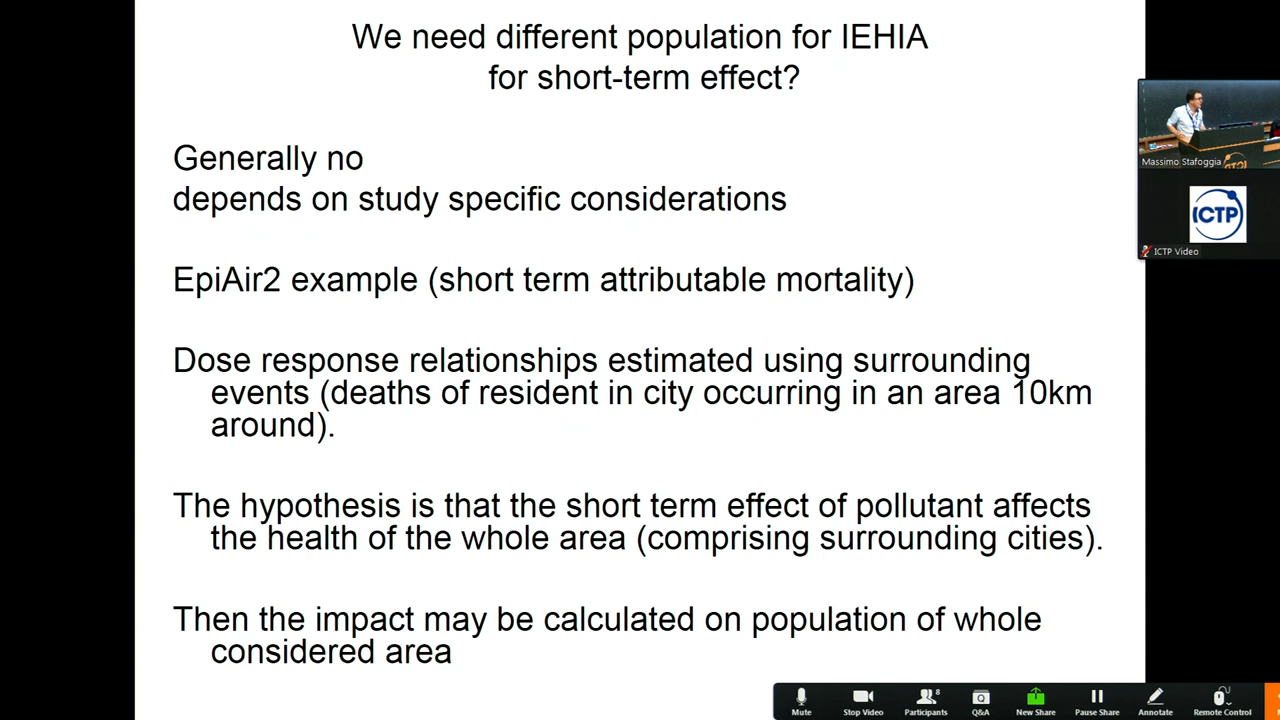 We need different population for IEHIA
for short-term effect?
Generally no
depends on study specific considerations
EpiAir2 example (short term attributable mortality)
Dose response relationships estimated using surrounding
events (deaths of resident in city occurring in an area 10km
around).
The hypothesis is that the short term effect of pollutant affects
the health of the whole area (comprising surrounding cities).
Then the impact may be calculated on population of whole
considered area
Massimo Stafoggia
ICTP
ICTP Video
Mute
Stop Video
Participants
8
Q&A
New Share
Pause Share
Annotate
Remote Control